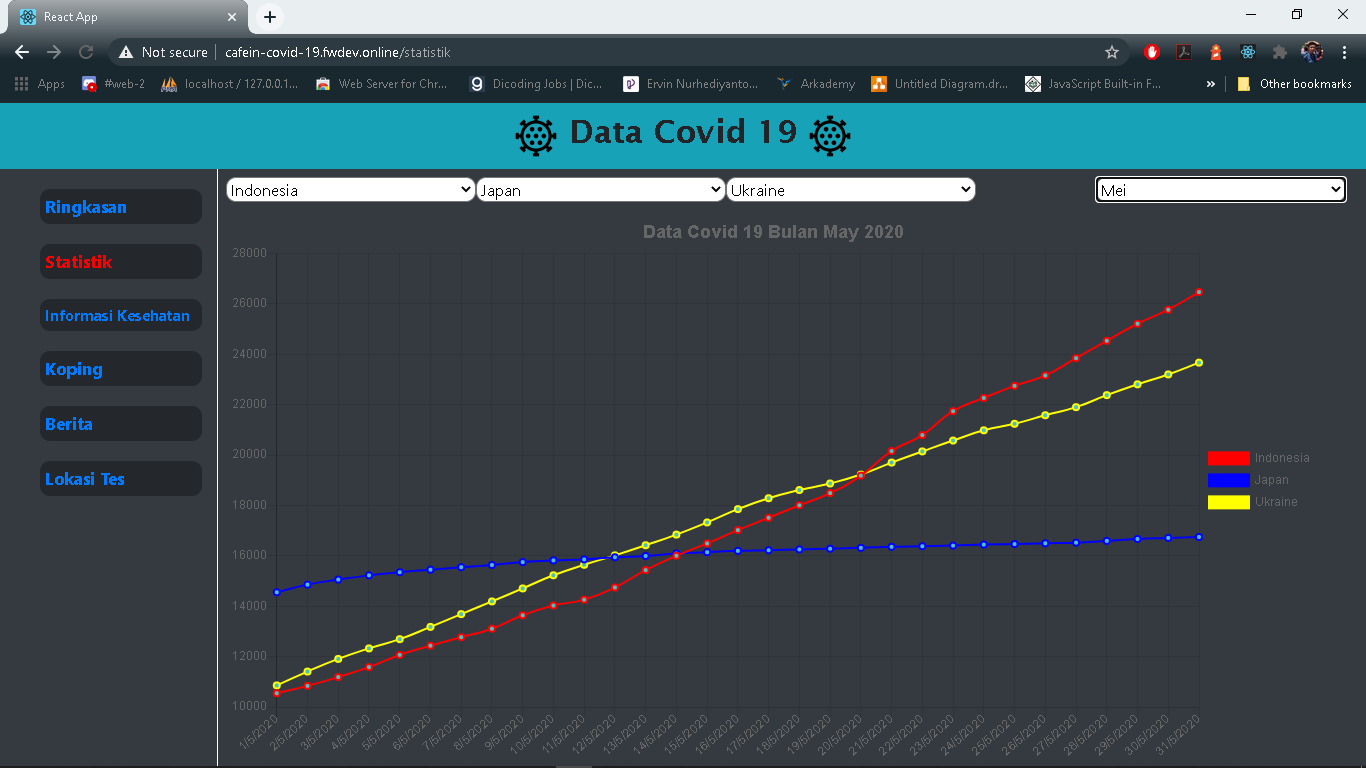 React App
Not secure cafein-covid-19.fwdev.online/statistik
Apps #web-2 localhost / 127.0.0.1... Web Server for Chr... Dicoding Jobs | Dic... Ervin Nurhediyanto... Arkademy Untitled Diagram.dr... JavaScript Built-in F... » Other bookmarks
Data Covid 19
Indonesia Japan Ukraine Mei
Ringkasan
Statistik
Informasi Kesehatan
Koping
Berita
Lokasi Tes
Data Covid 19 Bulan May 2020
28000
26000
24000
22000
20000
18000
16000
14000
12000
10000
1/5/2020 2/5/2020 3/5/2020 4/5/2020 5/5/2020 6/5/2020 7/5/2020 8/5/2020 9/5/2020 10/5/2020 11/5/2020 12/5/2020 13/5/2020 14/5/2020 15/5/2020 16/5/2020 17/5/2020 18/5/2020 19/5/2020 20/5/2020 21/5/2020 22/5/2020 23/5/2020 24/5/2020 25/5/2020 26/5/2020 27/5/2020 28/5/2020 29/5/2020 30/5/2020 31/5/2020
Indonesia
Japan
Ukraine